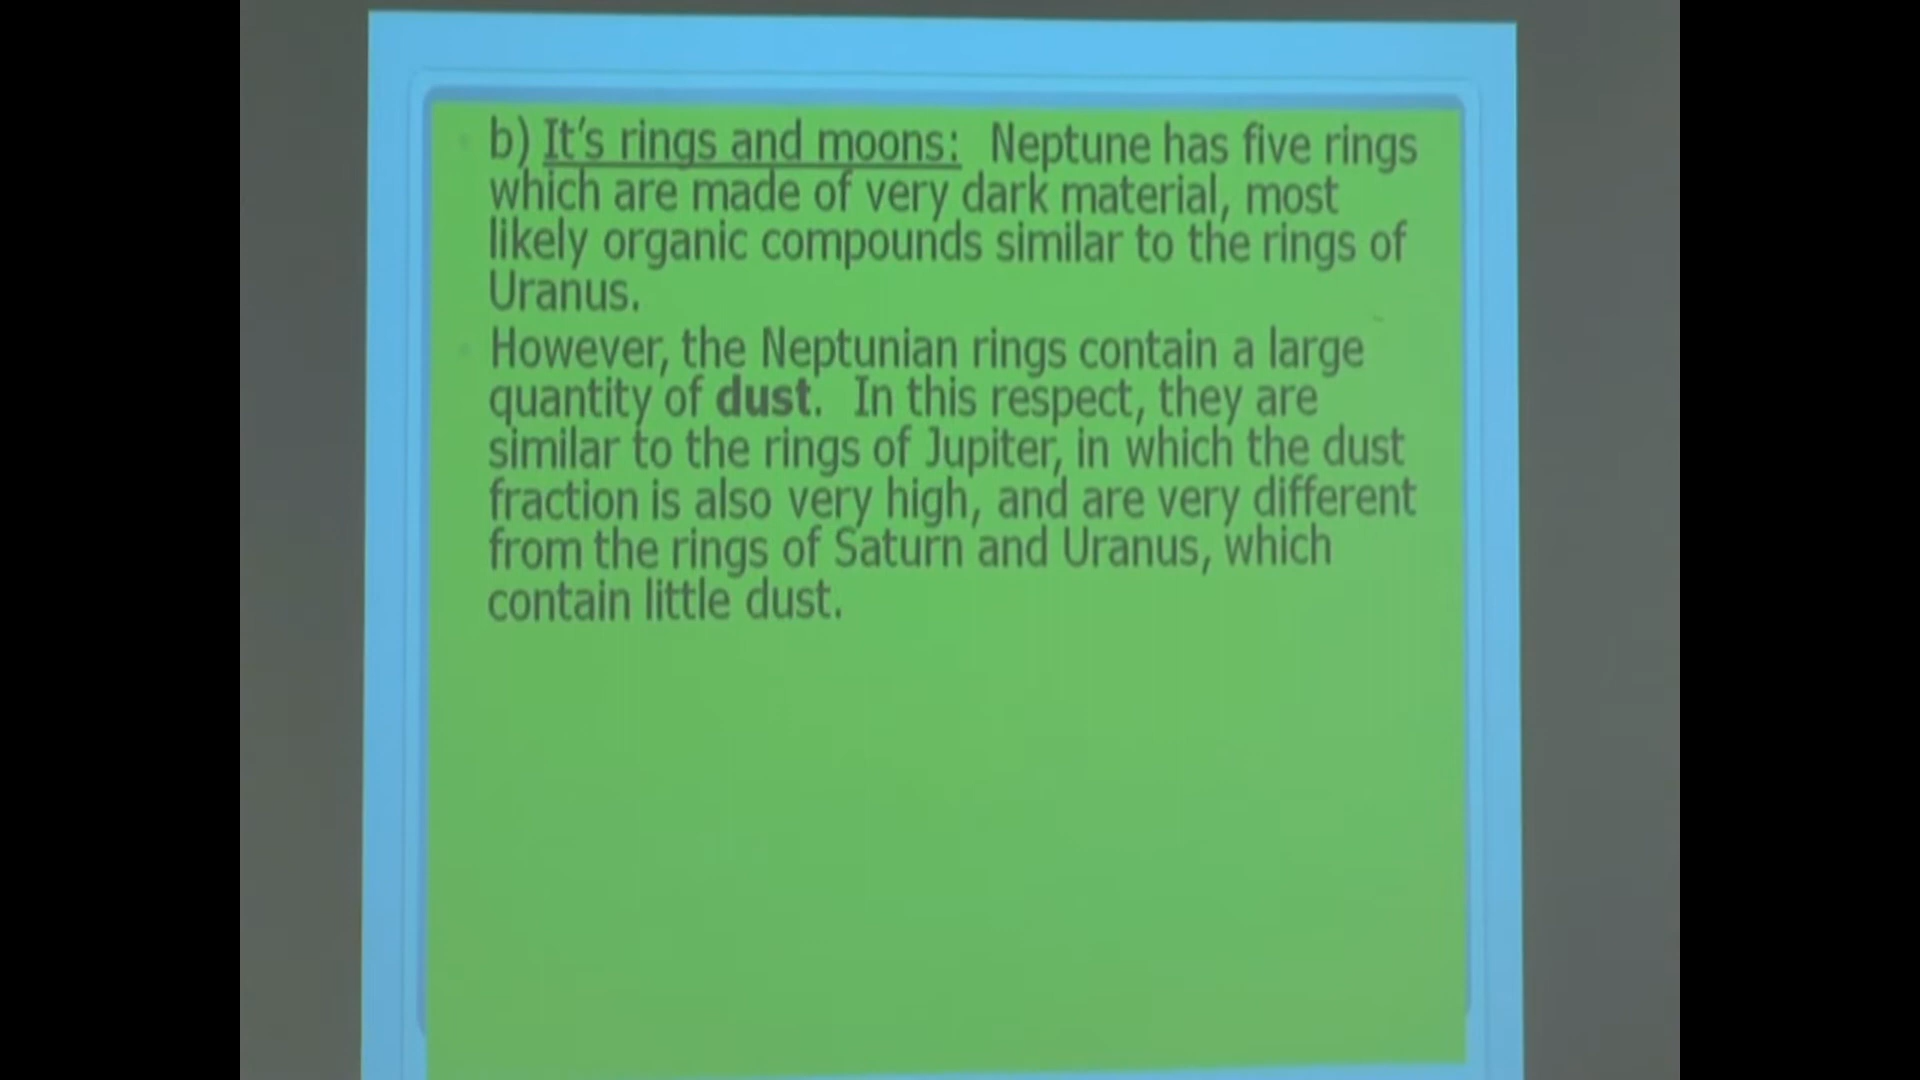 b) It's rings and moons: Neptune has five rings
which are made of very dark material, most
likely organic compounds similar to the rings of
Uranus.
However, the Neptunian rings contain a large
quantity of dust. In this respect, they are
similar to the rings of Jupiter, in which the dust
fraction is also very high, and are very different
from the rings of Saturn and Uranus, which
contain little dust.